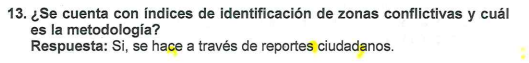 13. ¿Se cuenta con índices de identificación de zonas conflictivas y cuál
es la metodología?
Respuesta: Si, se hace a través de reportes ciudadanos.